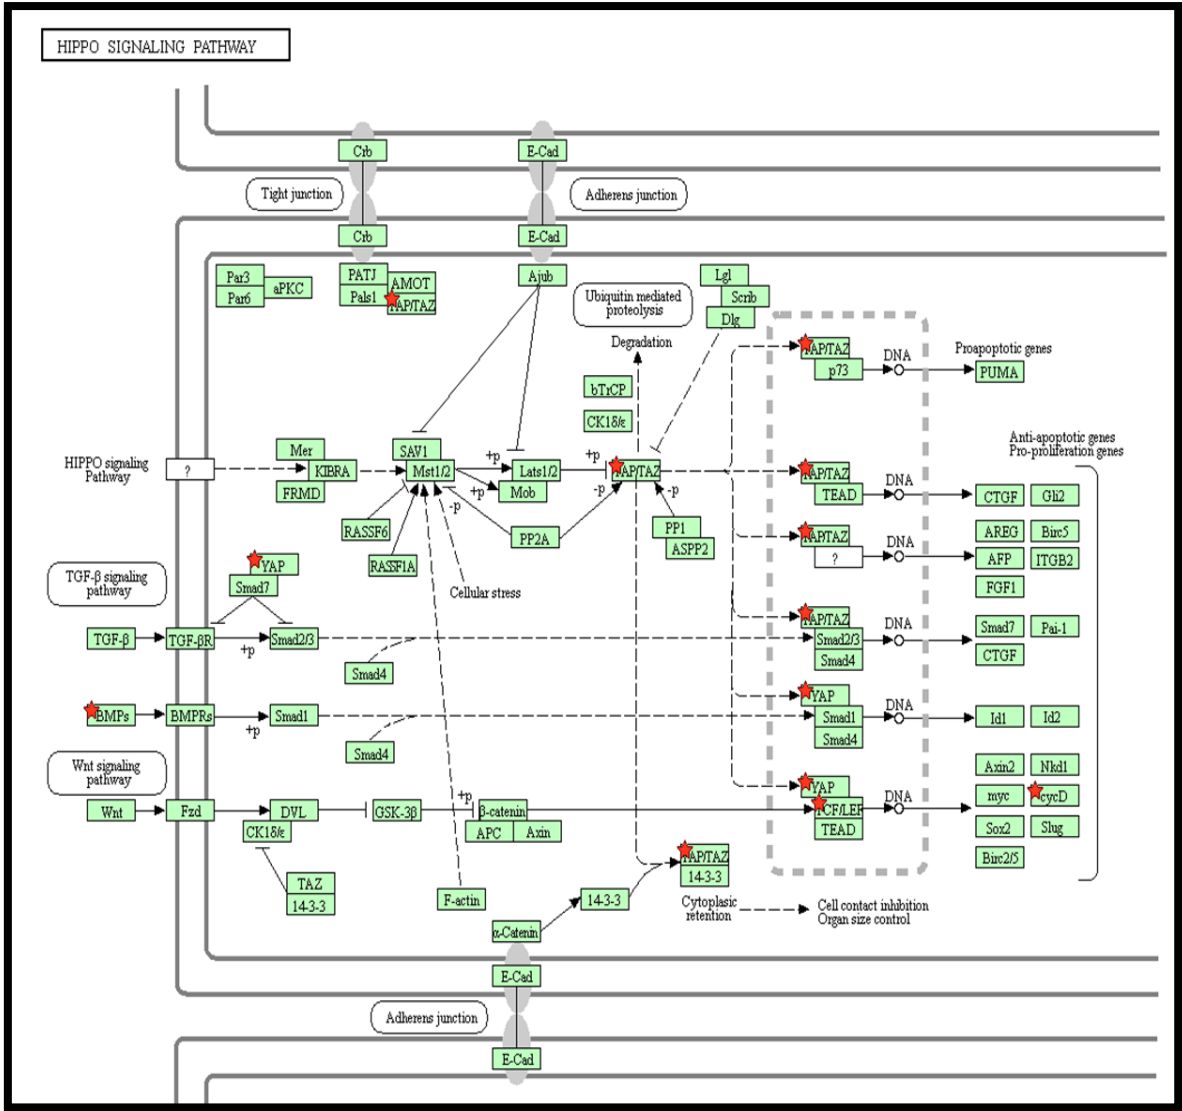 HIPPO SIGNALING PATHWAY
Crb
E-Cad
Tight junction
Adherens junction
Crb
E-Cad
Par3
Par6
aPKC
PATJ
Pals1
AMOT
YAP/TAZ
Ajub
Ubiquitin mediated
proteolysis
Lgl
Scrib
Dlg
Degradation
bTrCP
CK1δ/ε
YAP/TAZ
p73
DNA
Proapoptotic genes
PUMA
HIPPO signaling
Pathway
?
Mer
KIBRA
FRMD
SAV1
Mst1/2
+p
+p
Lats1/2
Mob
+p
YAP/TAZ
-p
-p
-p
RASSF6
RASSF1A
PP2A
PP1
ASPP2
Cellular stress
YAP/TAZ
TEAD
DNA
Anti-apoptotic genes
Pro-proliferation genes
CTGF
Gli2
YAP/TAZ
?
DNA
AREG
Birc5
AFP
ITGB2
FGF1
TGF-β signaling
pathway
YAP
Smad7
TGF-β
TGF-βR
+p
Smad2/3
Smad4
YAP/TAZ
Smad2/3
Smad4
DNA
Smad7
Pai-1
CTGF
BMPs
BMPRs
+p
Smad1
Smad4
YAP
Smad1
Smad4
DNA
Id1
Id2
Wnt signaling
pathway
Wnt
Fzd
DVL
CK1δ/ε
GSK-3β
+p
β-catenin
APC
Axin
YAP
TCF/LEF
TEAD
DNA
Axin2
Nkd1
myc
cycD
Sox2
Slug
Birc2/5
TAZ
14-3-3
F-actin
α-Catenin
14-3-3
YAP/TAZ
14-3-3
Cytoplasic
retention
Cell contact inhibition
Organ size control
E-Cad
Adherens junction
E-Cad